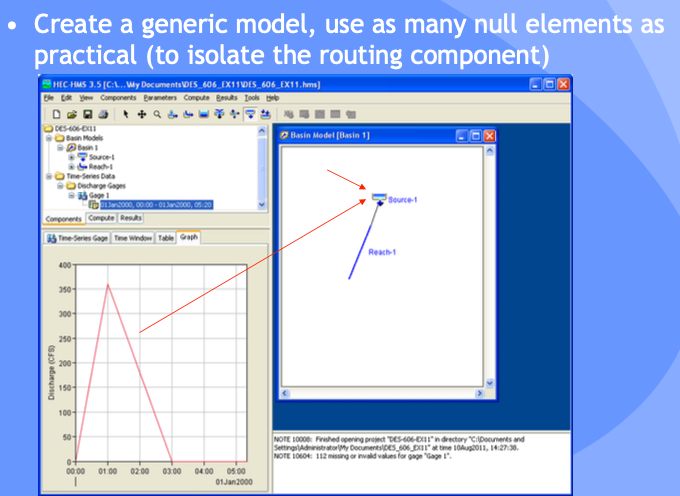 • Create a generic model, use as many null elements as
practical (to isolate the routing component)
HEC-HMS 3.5 [C:\...\My Documents\DES_606_EX11\DES_606_EX11.hms]
File Edit View Components Parameters Compute Results Tools Help
DES-606-EX11
Basin Models
Basin 1
Source-1
Reach-1
Time-Series Data
Discharge Gages
Gage 1
01Jan2000, 00:00 - 01Jan2000, 05:20
Components Compute Results
Time-Series Gage Time Window Table Graph
Basin Model [Basin 1]
Source-1
Reach-1
Discharge (CFS)
400
350
300
250
200
150
100
50
0
00:00 01:00 02:00 03:00 04:00 05:00
01Jan2000
NOTE 10008: Finished opening project "DES-606-EX11" in directory "C:\Documents and
Settings\Administrator\My Documents\DES_606_EX11" at time 10Aug2011, 14:27:38.
NOTE 10604: 112 missing or invalid values for gage "Gage 1".